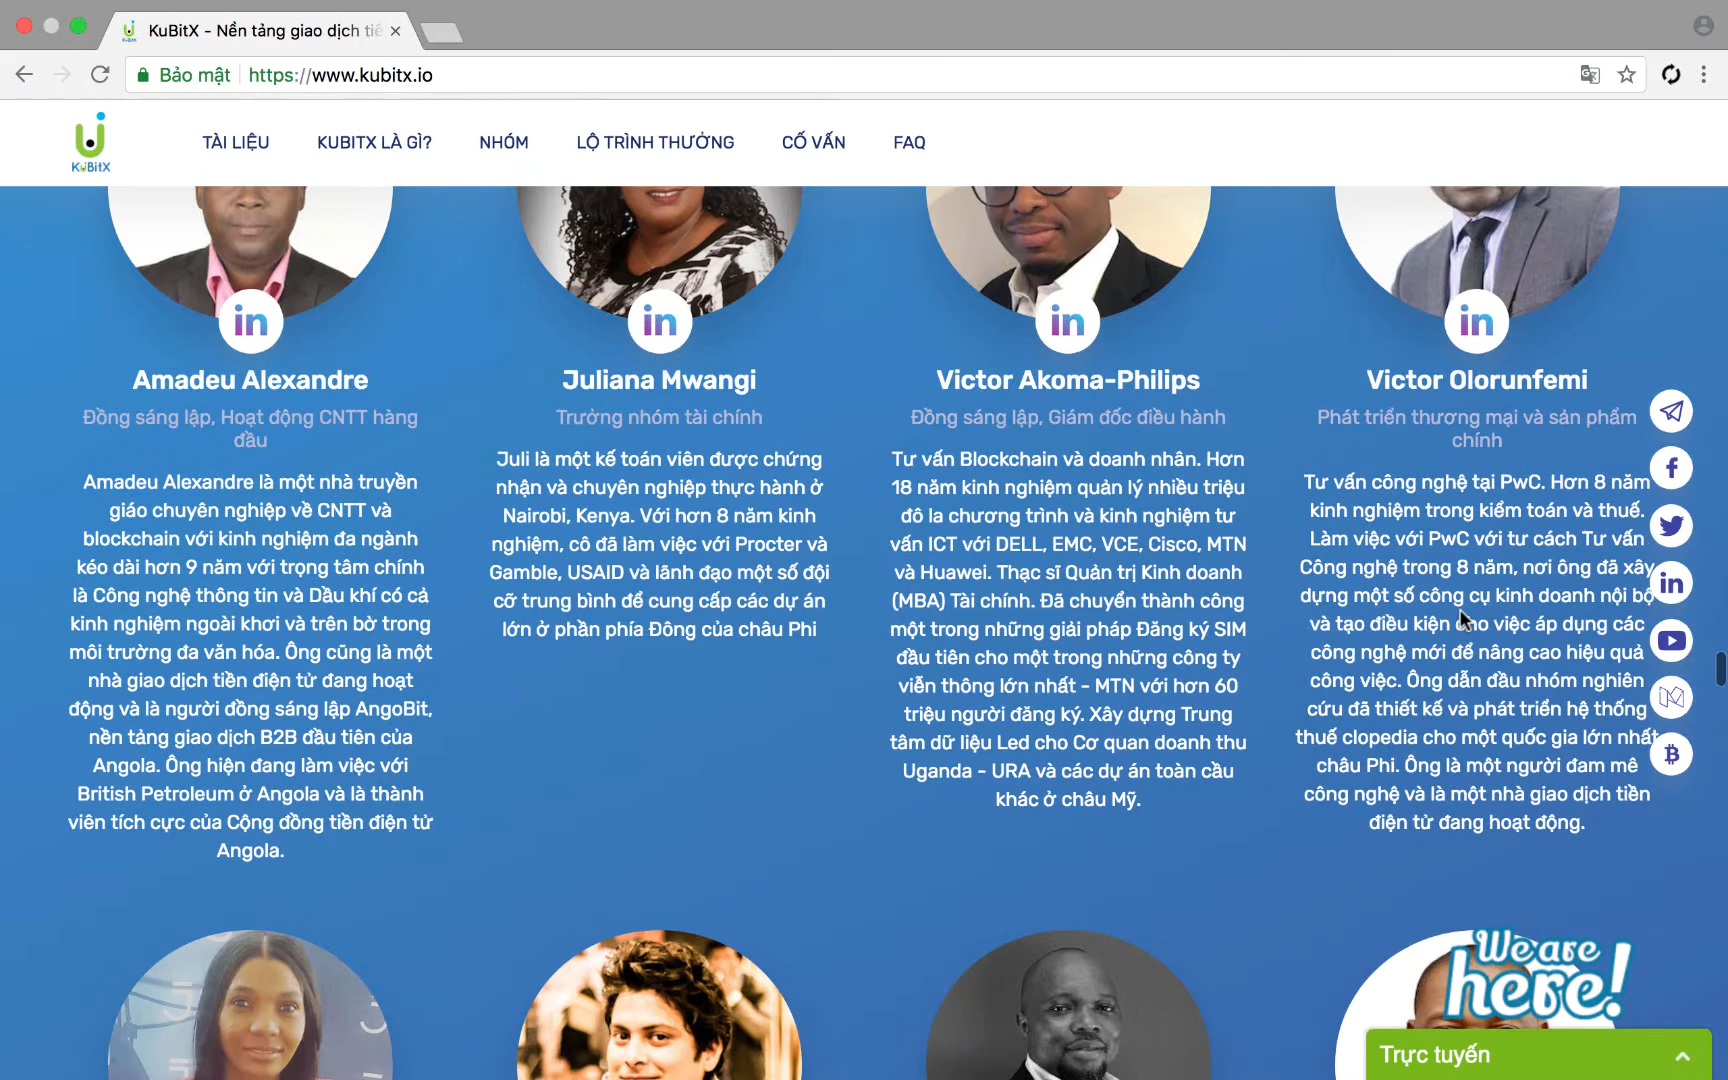 KuBitX - Nền tảng giao dịch tiề
Bảo mật
https://www.kubitx.io
KuBitX
TÀI LIỆU
KUBITX LÀ GÌ?
NHÓM
LỘ TRÌNH THƯỞNG
CỐ VẤN
FAQ
in
in
in
in
Amadeu Alexandre
Đồng sáng lập, Hoạt động CNTT hàng
đầu
Amadeu Alexandre là một nhà truyền
giáo chuyên nghiệp về CNTT và
blockchain với kinh nghiệm đa ngành
kéo dài hơn 9 năm với trọng tâm chính
là Công nghệ thông tin và Dầu khí có cả
kinh nghiệm ngoài khơi và trên bờ trong
môi trường đa văn hóa. Ông cũng là một
nhà giao dịch tiền điện tử đang hoạt
động và là người đồng sáng lập AngoBit,
nền tảng giao dịch B2B đầu tiên của
Angola. Ông hiện đang làm việc với
British Petroleum ở Angola và là thành
viên tích cực của Cộng đồng tiền điện tử
Angola.
Juliana Mwangi
Trưởng nhóm tài chính
Juli là một kế toán viên được chứng
nhận và chuyên nghiệp thực hành ở
Nairobi, Kenya. Với hơn 8 năm kinh
nghiệm, cô đã làm việc với Procter và
Gamble, USAID và lãnh đạo một số đội
cỡ trung bình để cung cấp các dự án
lớn ở phần phía Đông của châu Phi
Victor Akoma-Philips
Đồng sáng lập, Giám đốc điều hành
Tư vấn Blockchain và doanh nhân. Hơn
18 năm kinh nghiệm quản lý nhiều triệu
đô la chương trình và kinh nghiệm tư
vấn ICT với DELL, EMC, VCE, Cisco, MTN
và Huawei. Thạc sĩ Quản trị Kinh doanh
(MBA) Tài chính. Đã chuyển thành công
một trong những giải pháp Đăng ký SIM
đầu tiên cho một trong những công ty
viễn thông lớn nhất - MTN với hơn 60
triệu người đăng ký. Xây dựng Trung
tâm dữ liệu Led cho Cơ quan doanh thu
Uganda - URA và các dự án toàn cầu
khác ở châu Mỹ.
Victor Olorunfemi
Phát triển thương mại và sản phẩm
chính
Tư vấn công nghệ tại PwC. Hơn 8 năm
kinh nghiệm trong kiểm toán và thuế.
Làm việc với PwC với tư cách Tư vấn
Công nghệ trong 8 năm, nơi ông đã xây
dựng một số công cụ kinh doanh nội bộ
và tạo điều kiện cho việc áp dụng các
công nghệ mới để nâng cao hiệu quả
công việc. Ông dẫn đầu nhóm nghiên
cứu đã thiết kế và phát triển hệ thống
thuế clopedia cho một quốc gia lớn nhất
châu Phi. Ông là một người đam mê
công nghệ và là một nhà giao dịch tiền
điện tử đang hoạt động.
in
We are
here!
Trực tuyến